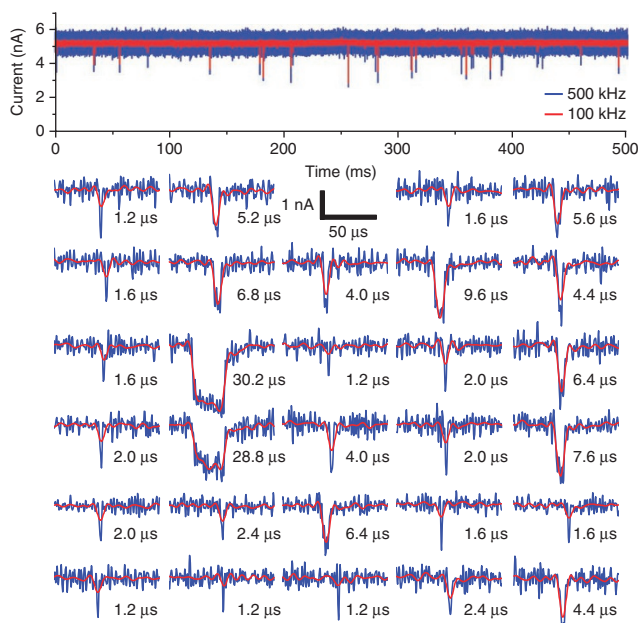 Current (nA)
6
4
2
0
500 kHz
100 kHz
0 100 200 300 400 500
Time (ms)
1 nA
50 µs
1.2 µs 5.2 µs 1.6 µs 5.6 µs
1.6 µs 6.8 µs 4.0 µs 9.6 µs 4.4 µs
1.6 µs 30.2 µs 1.2 µs 2.0 µs 6.4 µs
2.0 µs 28.8 µs 4.0 µs 2.0 µs 7.6 µs
2.0 µs 2.4 µs 6.4 µs 1.6 µs 1.6 µs
1.2 µs 1.2 µs 1.2 µs 2.4 µs 4.4 µs